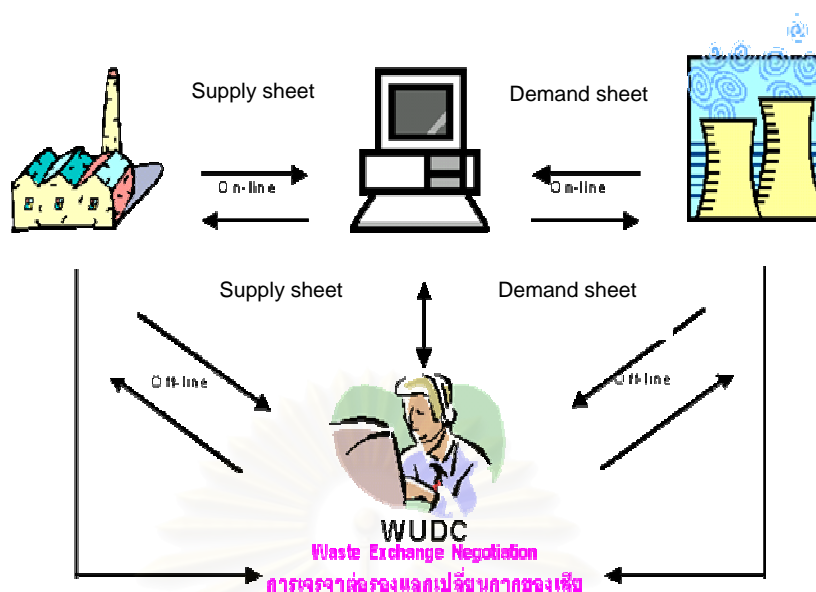 Supply sheet
Demand sheet
On-line
On-line
Supply sheet
Demand sheet
Off-line
Off-line
WUDC
Waste Exchange Negotiation
การเจรจาต่อรองแลกเปลี่ยนกากของเสีย